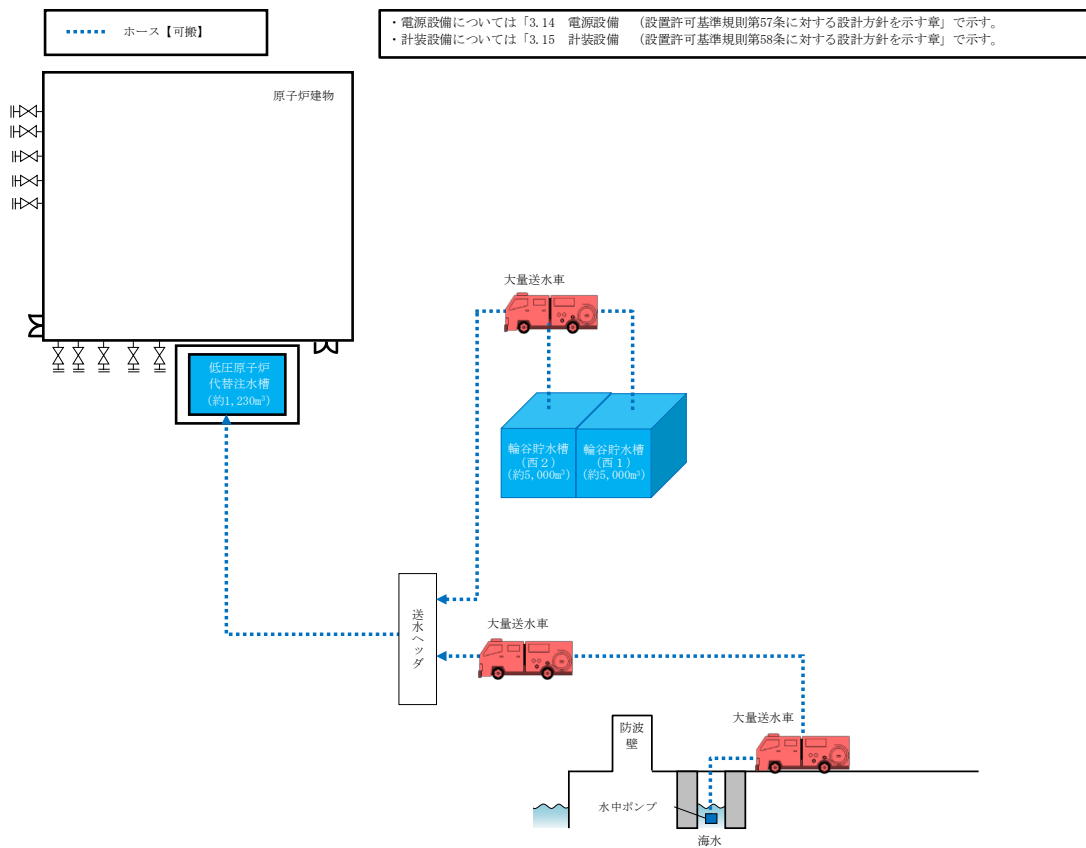 ホース【可搬】
・電源設備については「3.14　電源設備　（設置許可基準規則第57条に対する設計方針を示す章」で示す。
・計装設備については「3.15　計装設備　（設置許可基準規則第58条に対する設計方針を示す章」で示す。
原子炉建物
大量送水車
低圧原子炉
代替注水槽
(約1,230m³)
輪谷貯水槽
(西２)
(約5,000m³)
輪谷貯水槽
(西１)
(約5,000m³)
送水ヘッダ
大量送水車
大量送水車
防波
壁
水中ポンプ
海水